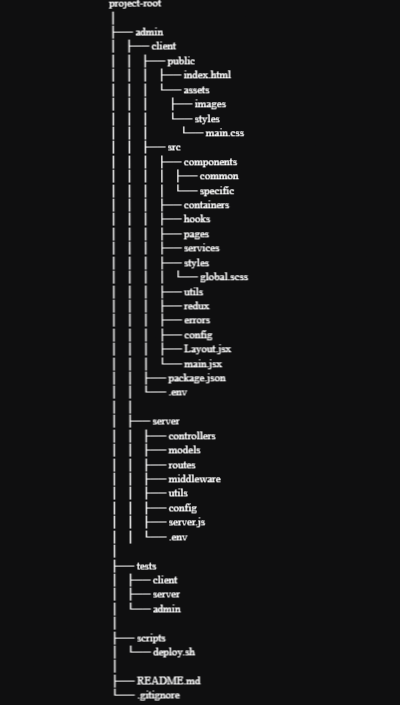 project-root
admin
client
public
index.html
assets
images
styles
main.css
src
components
common
specific
containers
hooks
pages
services
styles
global.scss
utils
redux
errors
config
Layout.jsx
main.jsx
package.json
.env
server
controllers
models
routes
middleware
utils
config
server.js
.env
tests
client
server
admin
scripts
deploy.sh
README.md
.gitignore